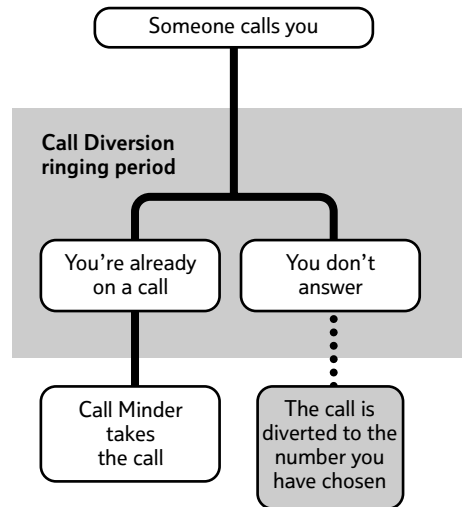 Someone calls you
Call Diversion
ringing period
You’re already
on a call
You don’t
answer
Call Minder
takes
the call
The call is
diverted to the
number you
have chosen